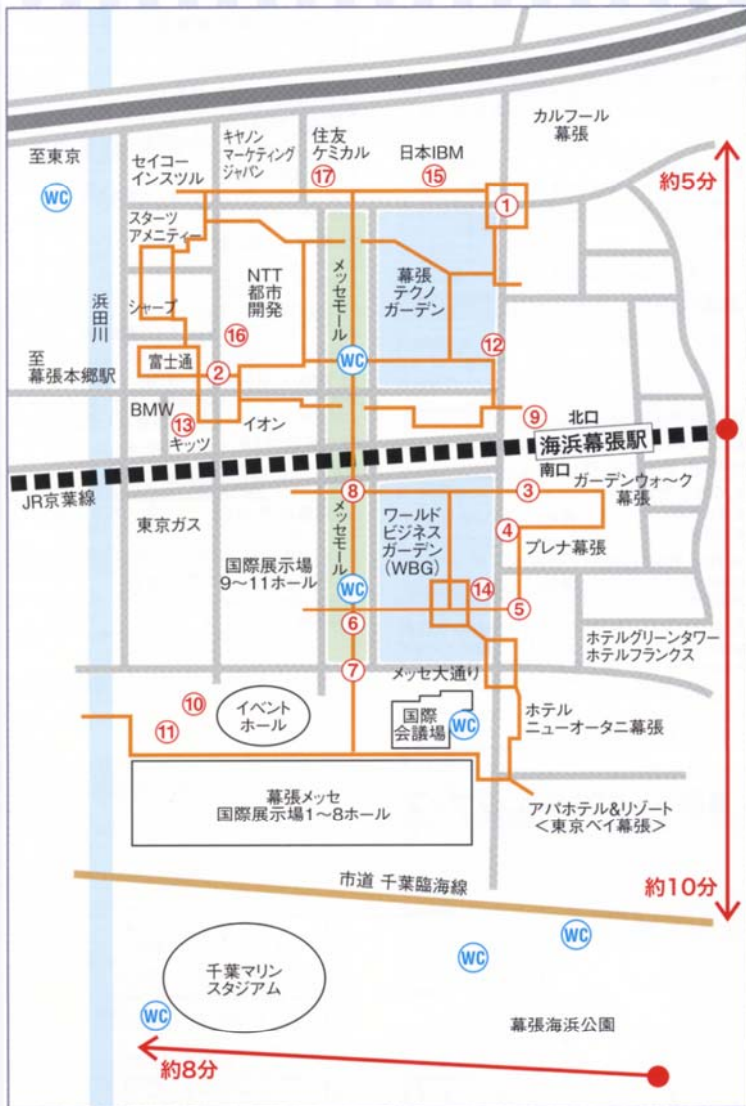 カルフール
幕張
至東京
セイコー
インスツル
キヤノン
マーケティング
ジャパン
住友
ケミカル
⑰
日本IBM
⑮
①
約5分
WC
スターツ
アメニティー
NTT
都市
開発
メッセモール
幕張
テクノ
ガーデン
浜田川
シャープ
⑯
⑫
至
幕張本郷駅
富士通
②
WC
BMW
⑬
キッツ
イオン
⑨
北口
海浜幕張駅
南口
JR京葉線
⑧
③
ガーデンウォ〜ク
幕張
東京ガス
メッセモール
ワールド
ビジネス
ガーデン
(WBG)
④
プレナ幕張
国際展示場
9〜11ホール
WC
⑭
⑤
⑥
ホテルグリーンタワー
ホテルフランクス
⑦
メッセ大通り
⑩
イベント
ホール
国際
会議場
WC
ホテル
ニューオータニ幕張
⑪
幕張メッセ
国際展示場1〜8ホール
アパホテル&リゾート
<東京ベイ幕張>
市道 千葉臨海線
約10分
WC
WC
千葉マリン
スタジアム
WC
幕張海浜公園
約8分